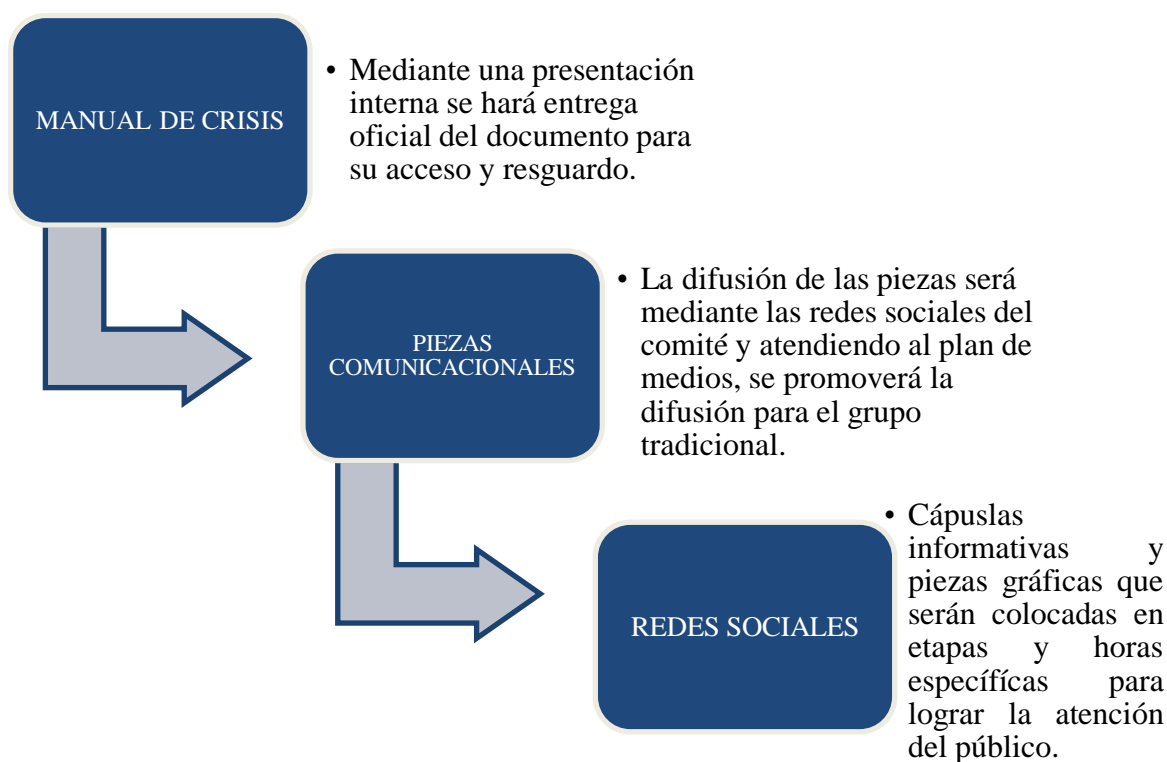 MANUAL DE CRISIS
• Mediante una presentación
interna se hará entrega
oficial del documento para
su acceso y resguardo.
PIEZAS
COMUNICACIONALES
• La difusión de las piezas será
mediante las redes sociales del
comité y atendiendo al plan de
medios, se promoverá la
difusión para el grupo
tradicional.
REDES SOCIALES
• Cápuslas
informativas y
piezas gráficas que
serán colocadas en
etapas y horas
específícas para
lograr la atención
del público.